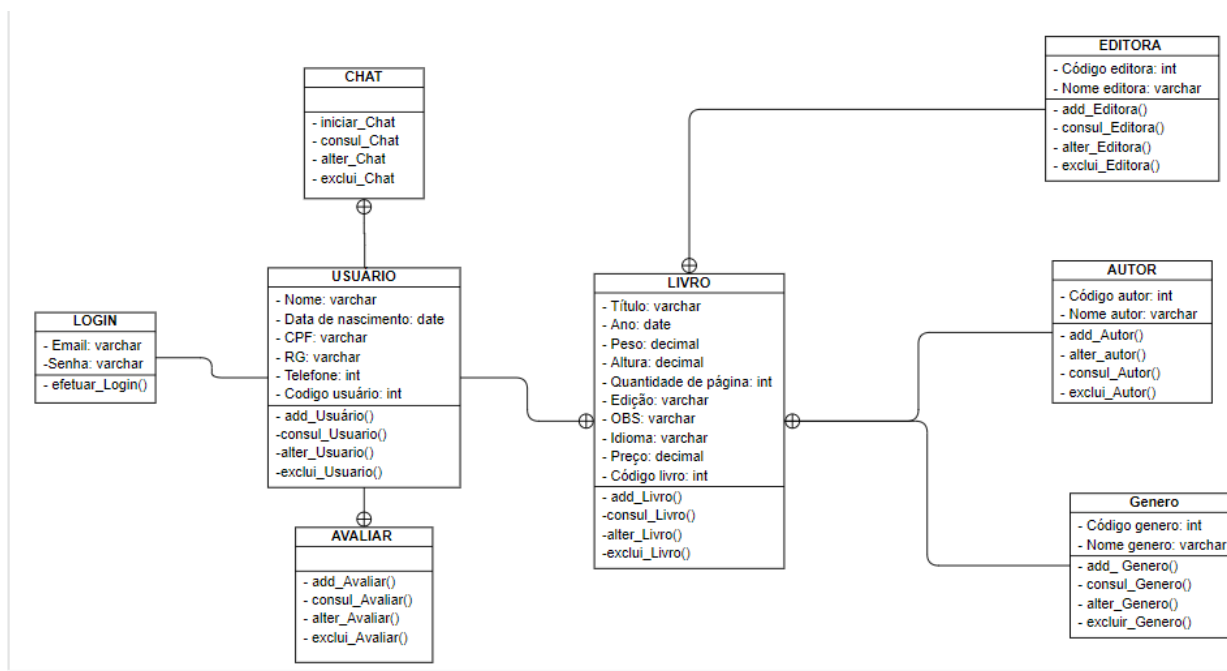 CHAT
- iniciar_Chat
- consul_Chat
- alter_Chat
- exclui_Chat
EDITORA
- Código editora: int
- Nome editora: varchar
- add_Editora()
- consul_Editora()
- alter_Editora()
- exclui_Editora()
LOGIN
- Email: varchar
-Senha: varchar
- efetuar_Login()
USUÁRIO
- Nome: varchar
- Data de nascimento: date
- CPF: varchar
- RG: varchar
- Telefone: int
- Codigo usuário: int
- add_Usuário()
-consul_Usuario()
-alter_Usuario()
-exclui_Usuario()
LIVRO
- Título: varchar
- Ano: date
- Peso: decimal
- Altura: decimal
- Quantidade de página: int
- Edição: varchar
- OBS: varchar
- Idioma: varchar
- Preço: decimal
- Código livro: int
- add_Livro()
-consul_Livro()
-alter_Livro()
-exclui_Livro()
AUTOR
- Código autor: int
- Nome autor: varchar
- add_Autor()
- alter_autor()
- consul_Autor()
- exclui_Autor()
AVALIAR
- add_Avaliar()
- consul_Avaliar()
- alter_Avaliar()
- exclui_Avaliar()
Genero
- Código genero: int
- Nome genero: varchar
- add_ Genero()
- consul_Genero()
- alter_Genero()
- excluir_Genero()